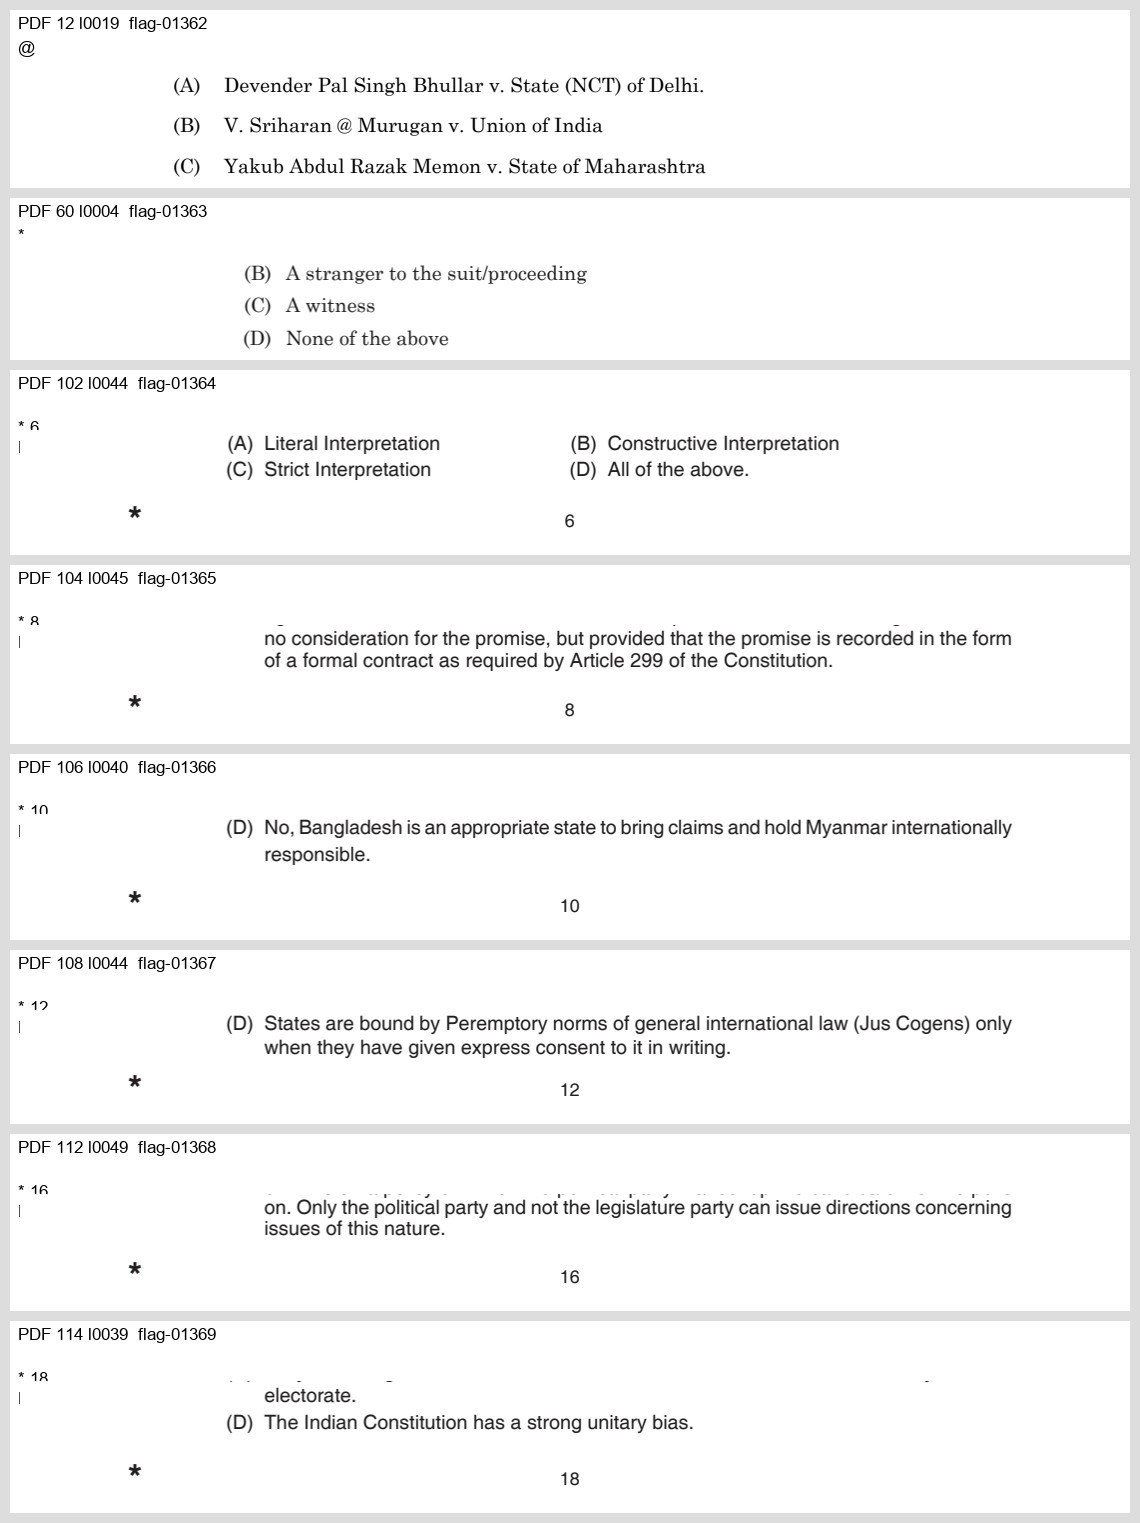 PDF 12 l0019 flag-01362
@
(A) Devender Pal Singh Bhullar v. State (NCT) of Delhi.
(B) V. Sriharan @ Murugan v. Union of India
(C) Yakub Abdul Razak Memon v. State of Maharashtra
PDF 60 l0004 flag-01363
*
(B) A stranger to the suit/proceeding
(C) A witness
(D) None of the above
PDF 102 l0044 flag-01364
* 6
(A) Literal Interpretation (B) Constructive Interpretation
(C) Strict Interpretation (D) All of the above.
* 6
PDF 104 l0045 flag-01365
* 8
no consideration for the promise, but provided that the promise is recorded in the form
of a formal contract as required by Article 299 of the Constitution.
* 8
PDF 106 l0040 flag-01366
* 10
(D) No, Bangladesh is an appropriate state to bring claims and hold Myanmar internationally
responsible.
* 10
PDF 108 l0044 flag-01367
* 12
(D) States are bound by Peremptory norms of general international law (Jus Cogens) only
when they have given express consent to it in writing.
* 12
PDF 112 l0049 flag-01368
* 16
on. Only the political party and not the legislature party can issue directions concerning
issues of this nature.
* 16
PDF 114 l0039 flag-01369
* 18
electorate.
(D) The Indian Constitution has a strong unitary bias.
* 18